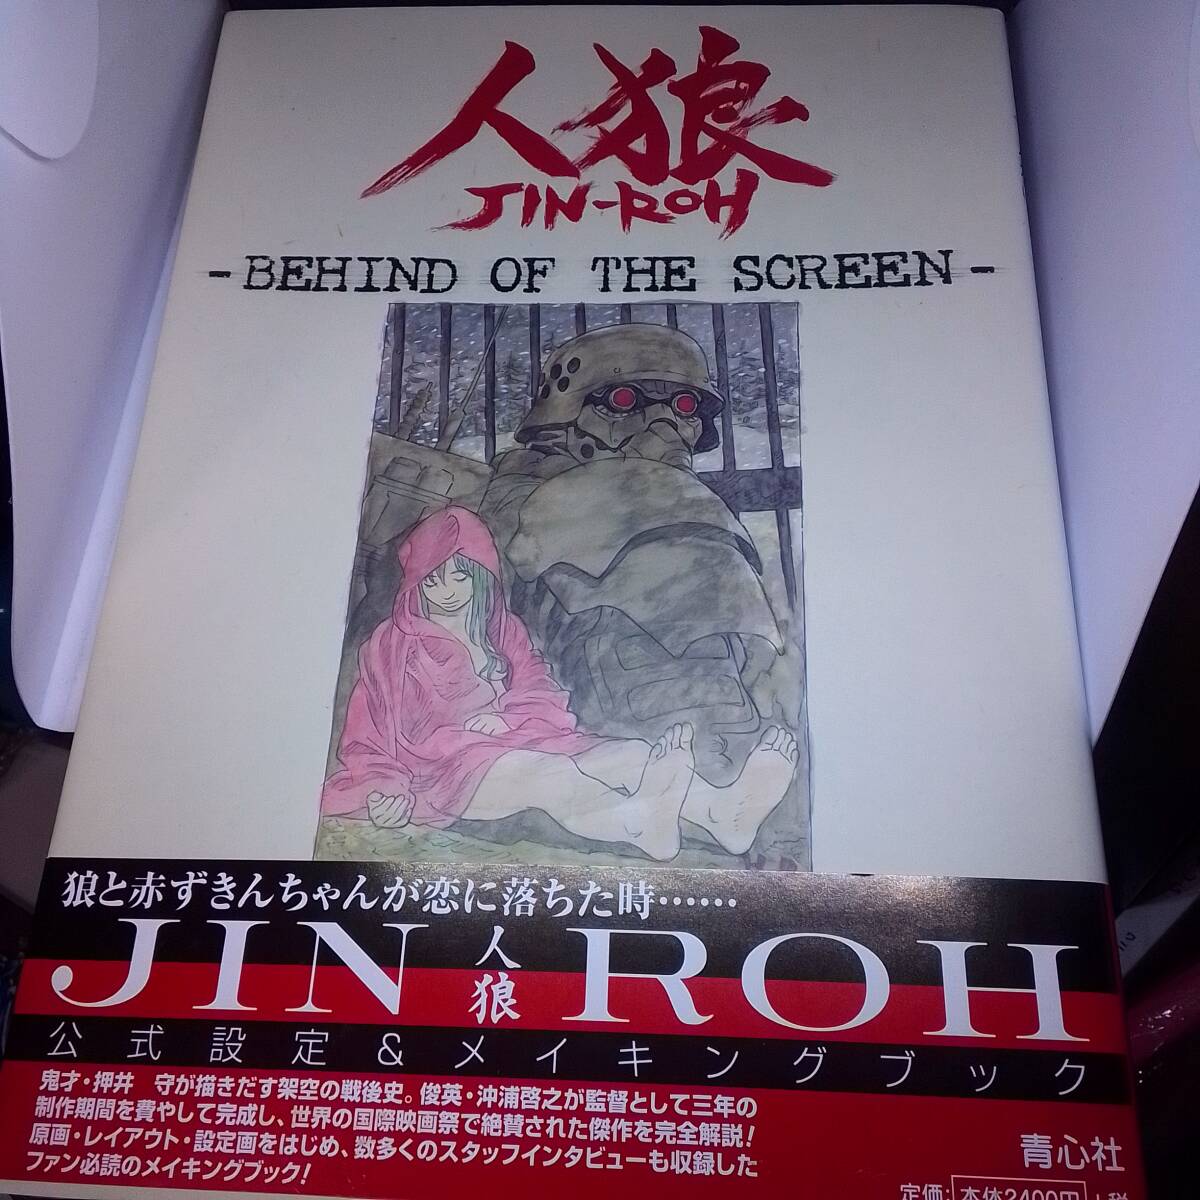 人狼
JIN-ROH
- BEHIND OF THE SCREEN -
狼と赤ずきんちゃんが恋に落ちた時……
JIN 人狼 ROH
公式設定&メイキングブック
鬼才・押井 守が描きだす架空の戦後史。俊英・沖浦啓之が監督として三年の
制作期間を費やして完成し、世界の国際映画祭で絶賛された傑作を完全解説!
原画・レイアウト・設定画をはじめ、数多くのスタッフインタビューも収録した
ファン必読のメイキングブック!
青心社
定価:本体2400円+税